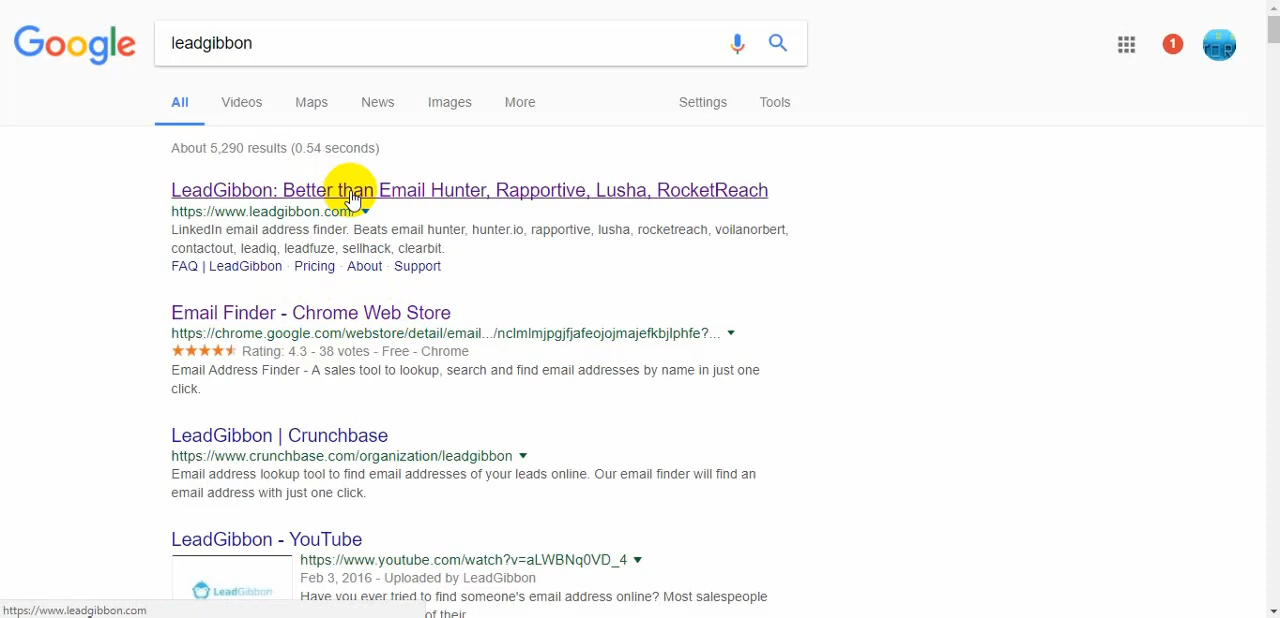 Google
leadgibbon
1
All Videos Maps News Images More Settings Tools
About 5,290 results (0.54 seconds)
LeadGibbon: Better than Email Hunter, Rapportive, Lusha, RocketReach
https://www.leadgibbon.com/
LinkedIn email address finder. Beats email hunter, hunter.io, rapportive, lusha, rocketreach, voilanorbert,
contactout, leadiq, leadfuze, sellhack, clearbit.
FAQ | LeadGibbon · Pricing · About · Support
Email Finder - Chrome Web Store
https://chrome.google.com/webstore/detail/email.../nclmlmjpgjfjafeojojmajefkbjlphfe?...
Rating: 4.3 - 38 votes - Free - Chrome
Email Address Finder - A sales tool to lookup, search and find email addresses by name in just one
click.
LeadGibbon | Crunchbase
https://www.crunchbase.com/organization/leadgibbon
Email address lookup tool to find email addresses of your leads online. Our email finder will find an
email address with just one click.
LeadGibbon - YouTube
https://www.youtube.com/watch?v=aLWBNq0VD_4
Feb 3, 2016 - Uploaded by LeadGibbon
LeadGibbon
Have you ever tried to find someone's email address online? Most salespeople
of their
https://www.leadgibbon.com